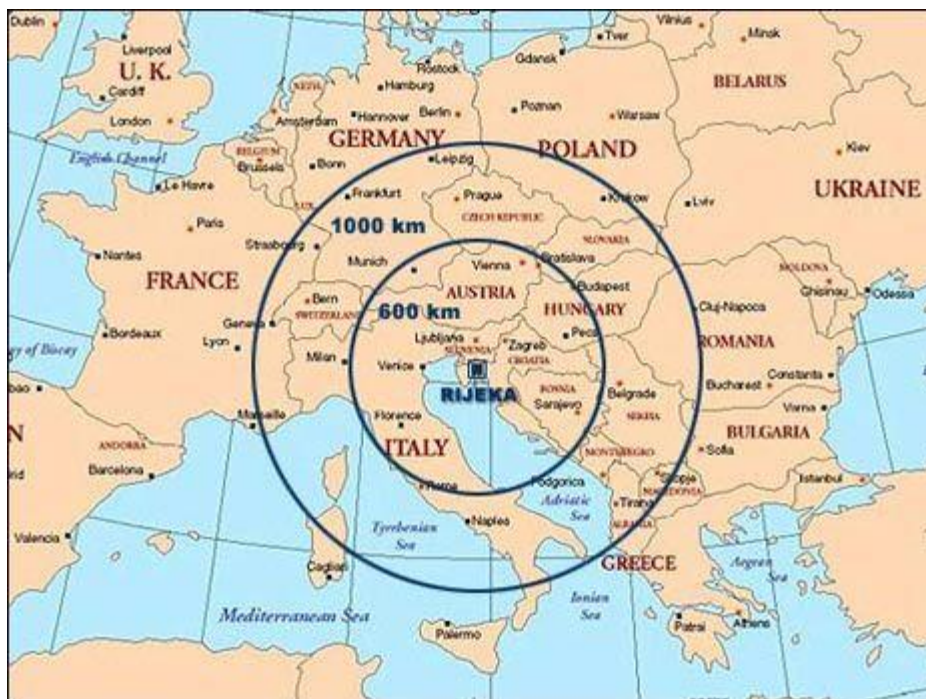 Dublin
Liverpool
U. K.
Cardiff
London
English Channel
Le Havre
Paris
Nantes
FRANCE
Bordeaux
Lyon
Marseille
ANDORRA
Barcelona
Valencia
NETH.
Amsterdam
BELGIUM
Brussels
LUX.
Rostock
Hamburg
Hannover
Berlin
GERMANY
Bonn
Leipzig
Frankfurt
Strasbourg
Munich
1000 km
600 km
Gdansk
Tver
Vilnius
Minsk
BELARUS
Poznan
Warsaw
POLAND
Krakow
Lviv
Kiev
UKRAINE
Prague
CZECH REPUBLIC
SLOVAKIA
Vienna
Bratislava
AUSTRIA
Budapest
HUNGARY
Pecs
Bern
SWITZERLAND
Geneva
Milan
Venice
Ljubljana
SLOVENIA
Zagreb
CROATIA
RIJEKA
BOSNIA
Sarajevo
Belgrade
SERBIA
MONTENEGRO
Podgorica
Skopje
MACEDONIA
Tirana
ALBANIA
MOLDOVA
Chisinau
Odessa
Cluj-Napoca
ROMANIA
Bucharest
Constanta
Varna
BULGARIA
Sofia
Istanbul
Florence
ITALY
Rome
Naples
Adriatic
Sea
Tyrrhenian
Sea
Cagliari
Mediterranean Sea
Palermo
Ionian
Sea
GREECE
Aegean
Sea
Patrai
Athens